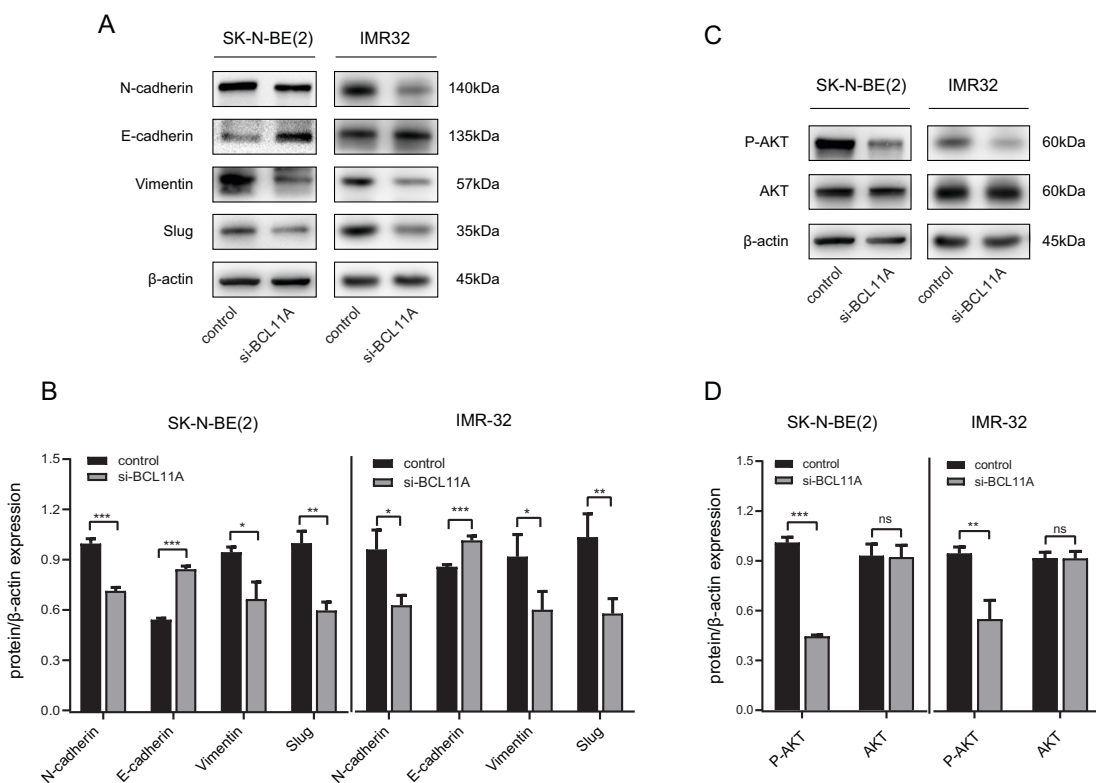 A
SK-N-BE(2) IMR32
N-cadherin 140kDa
E-cadherin 135kDa
Vimentin 57kDa
Slug 35kDa
β-actin 45kDa
control si-BCL11A control si-BCL11A
C
SK-N-BE(2) IMR32
P-AKT 60kDa
AKT 60kDa
β-actin 45kDa
control si-BCL11A control si-BCL11A
B
SK-N-BE(2) IMR-32
protein/β-actin expression
1.5
1.2
0.9
0.6
0.3
0.0
control
si-BCL11A
*** *** * **
N-cadherin E-cadherin Vimentin Slug
control
si-BCL11A
* *** * **
N-cadherin E-cadherin Vimentin Slug
D
SK-N-BE(2) IMR-32
protein/β-actin expression
1.5
1.2
0.9
0.6
0.3
0.0
control
si-BCL11A
*** ns
P-AKT AKT
control
si-BCL11A
** ns
P-AKT AKT